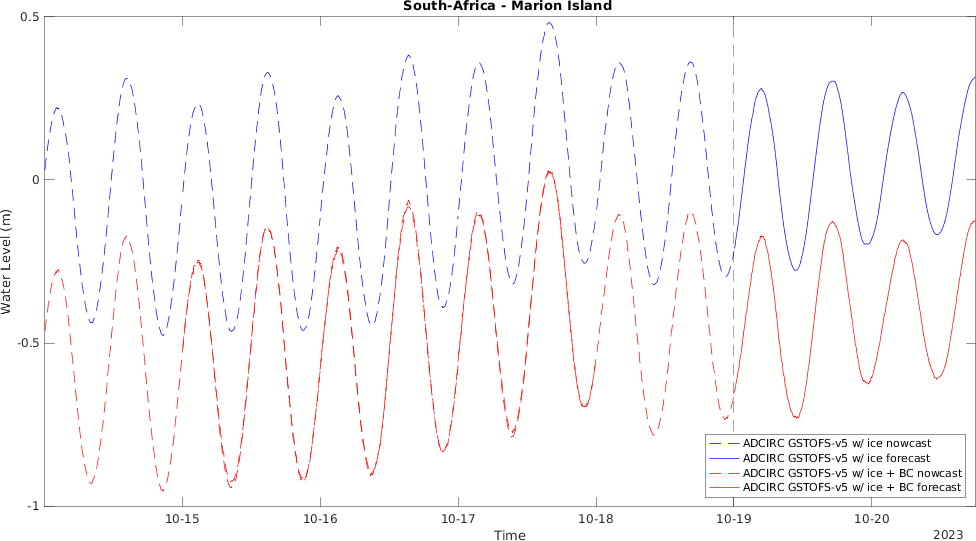 South-Africa - Marion Island
0.5
0
-0.5
-1
Water Level (m)
10-15
10-16
10-17
10-18
10-19
10-20
Time
2023
ADCIRC GSTOFS-v5 w/ ice nowcast
ADCIRC GSTOFS-v5 w/ ice forecast
ADCIRC GSTOFS-v5 w/ ice + BC nowcast
ADCIRC GSTOFS-v5 w/ ice + BC forecast